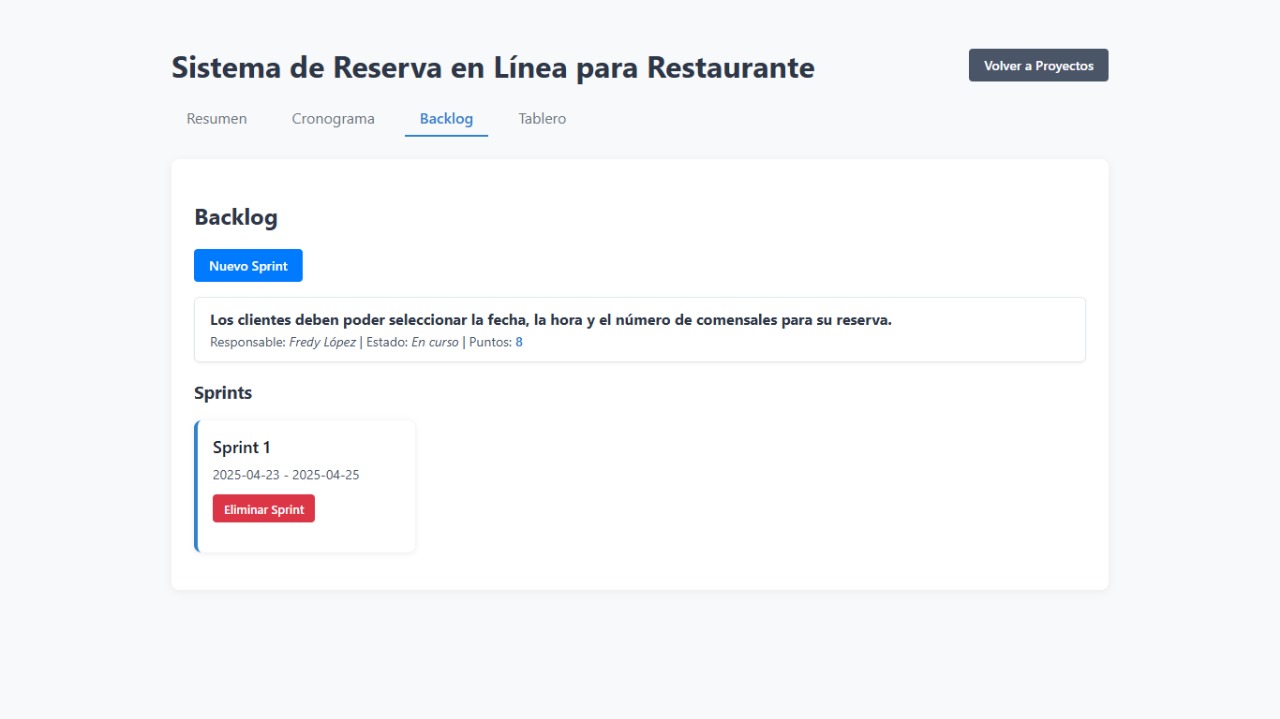 Sistema de Reserva en Línea para Restaurante
Volver a Proyectos
Resumen Cronograma Backlog Tablero
Backlog
Nuevo Sprint
Los clientes deben poder seleccionar la fecha, la hora y el número de comensales para su reserva.
Responsable: Fredy López | Estado: En curso | Puntos: 8
Sprints
Sprint 1
2025-04-23 - 2025-04-25
Eliminar Sprint